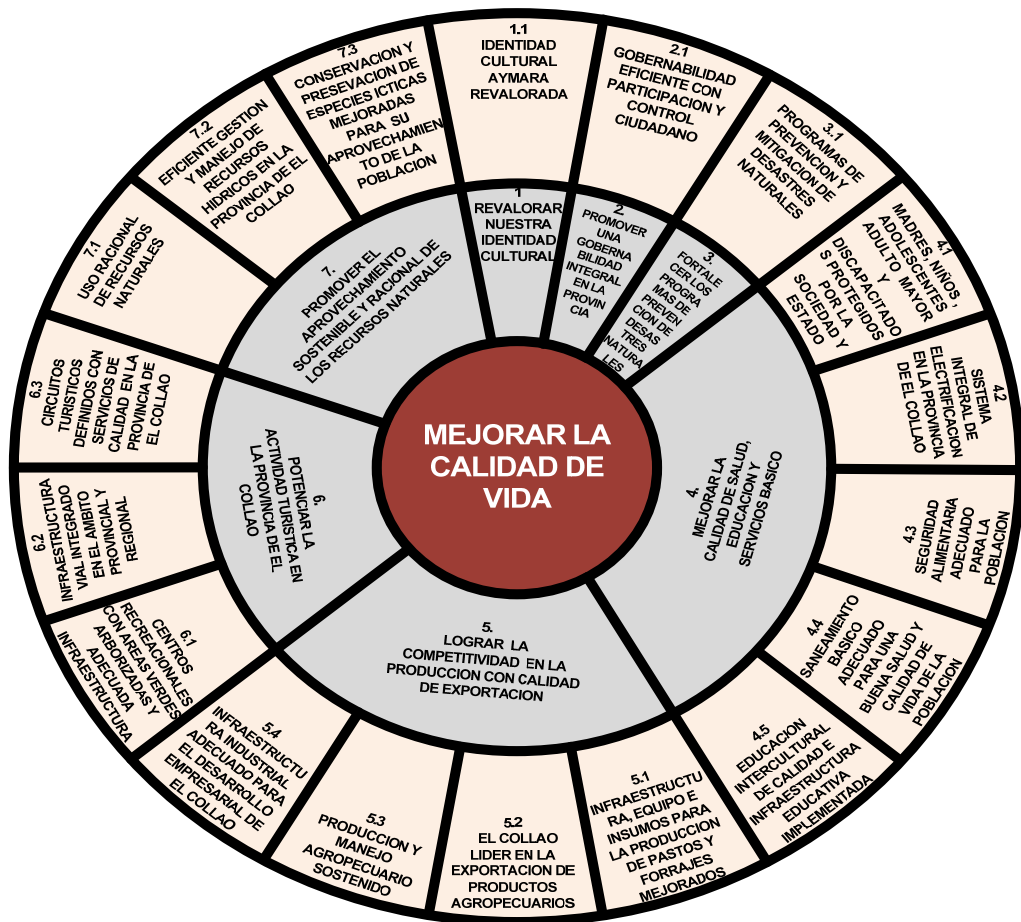 MEJORAR LA
CALIDAD DE
VIDA
1
REVALORAR
NUESTRA
IDENTIDAD
CULTURAL
2.
PROMOVER
UNA
GOBERNA
BILIDAD
INTEGRAL
EN LA
PROVIN
CIA
3.
FORTALE
CER LOS
PROGRA
MAS DE
PREVEN
CION DE
DESAS
TRES
NATURA
LES
4.
MEJORAR LA
CALIDAD DE SALUD,
EDUCACION Y
SERVICIOS BASICO
5.
LOGRAR LA
COMPETITIVIDAD EN LA
PRODUCCION CON CALIDAD
DE EXPORTACION
6.
POTENCIAR LA
ACTIVIDAD TURISTICA EN
LA PROVINCIA DE EL
COLLAO
7.
PROMOVER EL
APROVECHAMIENTO
SOSTENIBLE Y RACIONAL DE
LOS RECURSOS NATURALES
1.1
IDENTIDAD
CULTURAL
AYMARA
REVALORADA
2.1
GOBERNABILIDAD
EFICIENTE CON
PARTICIPACION Y
CONTROL
CIUDADANO
3.1
PROGRAMAS DE
PREVENCION Y
MITIGACION DE
DESASTRES
NATURALES
4.1
MADRES, NIÑOS ,
ADOLESCENTES
ADULTO MAYOR
Y
DISCAPACITADO
S PROTEGIDOS
POR LA
SOCIEDAD Y
ESTADO
4.2
SISTEMA
INTEGRAL DE
ELECTRIFICACION
EN LA PROVINCIA
DE EL COLLAO
4.3
SEGURIDAD
ALIMENTARIA
ADECUADO
PARA LA
POBLACION
4.4
SANEAMIENTO
BASICO
ADECUADO
PARA UNA
BUENA SALUD Y
CALIDAD DE
VIDA DE LA
POBLACION
4.5
EDUCACION
INTERCULTURAL
DE CALIDAD E
INFRAESTRUCTURA
EDUCATIVA
IMPLEMENTADA
5.1
INFRAESTRUCTU
RA, EQUIPO E
INSUMOS PARA
LA PRODUCCION
DE PASTOS Y
FORRAJES
MEJORADOS
5.2
EL COLLAO
LIDER EN LA
EXPORTACION DE
PRODUCTOS
AGROPECUARIOS
5.3
PRODUCCION Y
MANEJO
AGROPECUARIO
SOSTENIDO
5.4
INFRAESTRUCTU
RA INDUSTRIAL
ADECUADO PARA
EL DESARROLLO
EMPRESARIAL DE
EL COLLAO
6.1
CENTROS
RECREACIONALES
CON AREAS VERDES
ARBORIZADAS Y
ADECUADA
INFRAESTRUCTURA
6.2
INFRAESTRUCTURA
VIAL INTEGRADO
EN EL AMBITO
PROVINCIAL Y
REGIONAL
6.3
CIRCUITOS
TURISTICOS
DEFINIDOS CON
SERVICIOS DE
CALIDAD EN LA
PROVINCIA DE
EL COLLAO
7.1
USO RACIONAL
DE RECURSOS
NATURALES
7.2
EFICIENTE GESTION
Y MANEJO DE
RECURSOS
HIDRICOS EN LA
PROVINCIA DE EL
COLLAO
7.3
CONSERVACION Y
PRESEVACION DE
ESPECIES ICTICAS
MEJORADAS
PARA SU
APROVECHAMIEN
TO DE LA
POBLACION